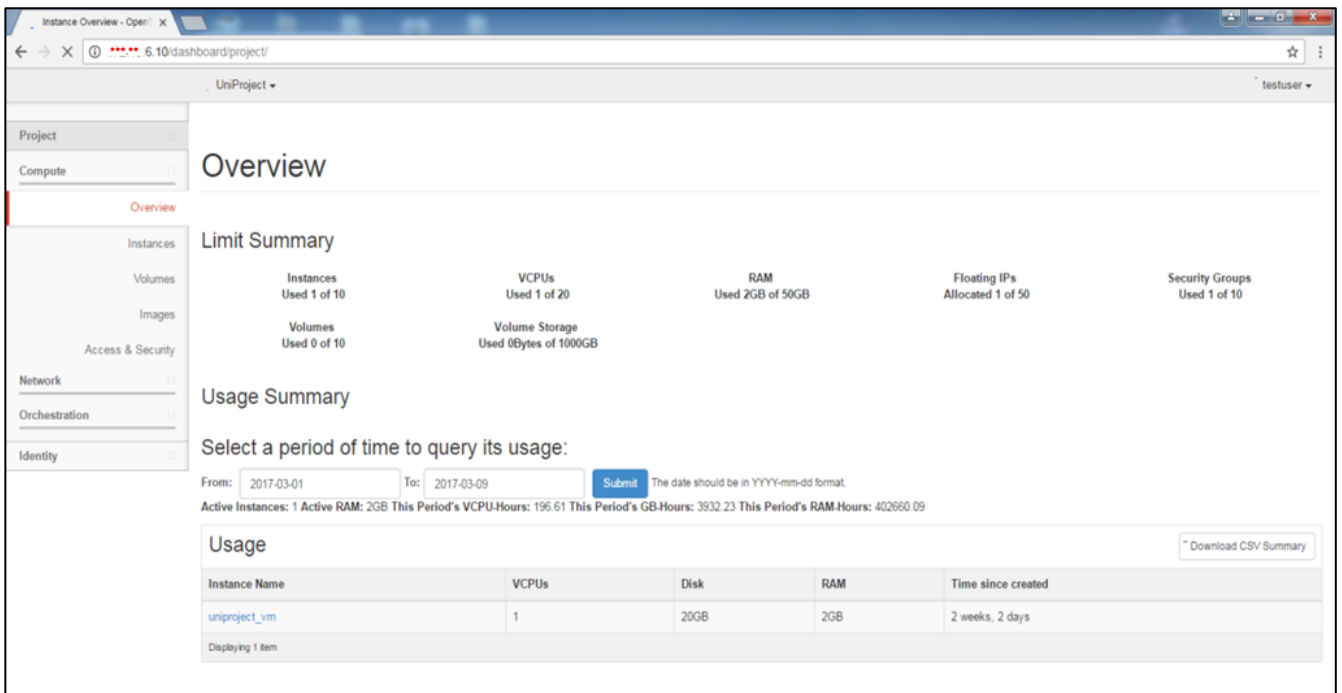 Instance Overview - Open
***.**.6.10/dashboard/project/
UniProject
testuser
Project
Compute
Overview
Instances
Volumes
Images
Access & Security
Network
Orchestration
Identity
Overview
Limit Summary
Instances
Used 1 of 10
VCPUs
Used 1 of 20
RAM
Used 2GB of 50GB
Floating IPs
Allocated 1 of 50
Security Groups
Used 1 of 10
Volumes
Used 0 of 10
Volume Storage
Used 0Bytes of 1000GB
Usage Summary
Select a period of time to query its usage:
From: 2017-03-01 To: 2017-03-09 Submit The date should be in YYYY-mm-dd format.
Active Instances: 1 Active RAM: 2GB This Period's VCPU-Hours: 196.61 This Period's GB-Hours: 3932.23 This Period's RAM-Hours: 402660.09
Usage Download CSV Summary
Instance Name VCPUs Disk RAM Time since created
uniproject_vm 1 20GB 2GB 2 weeks, 2 days
Displaying 1 item